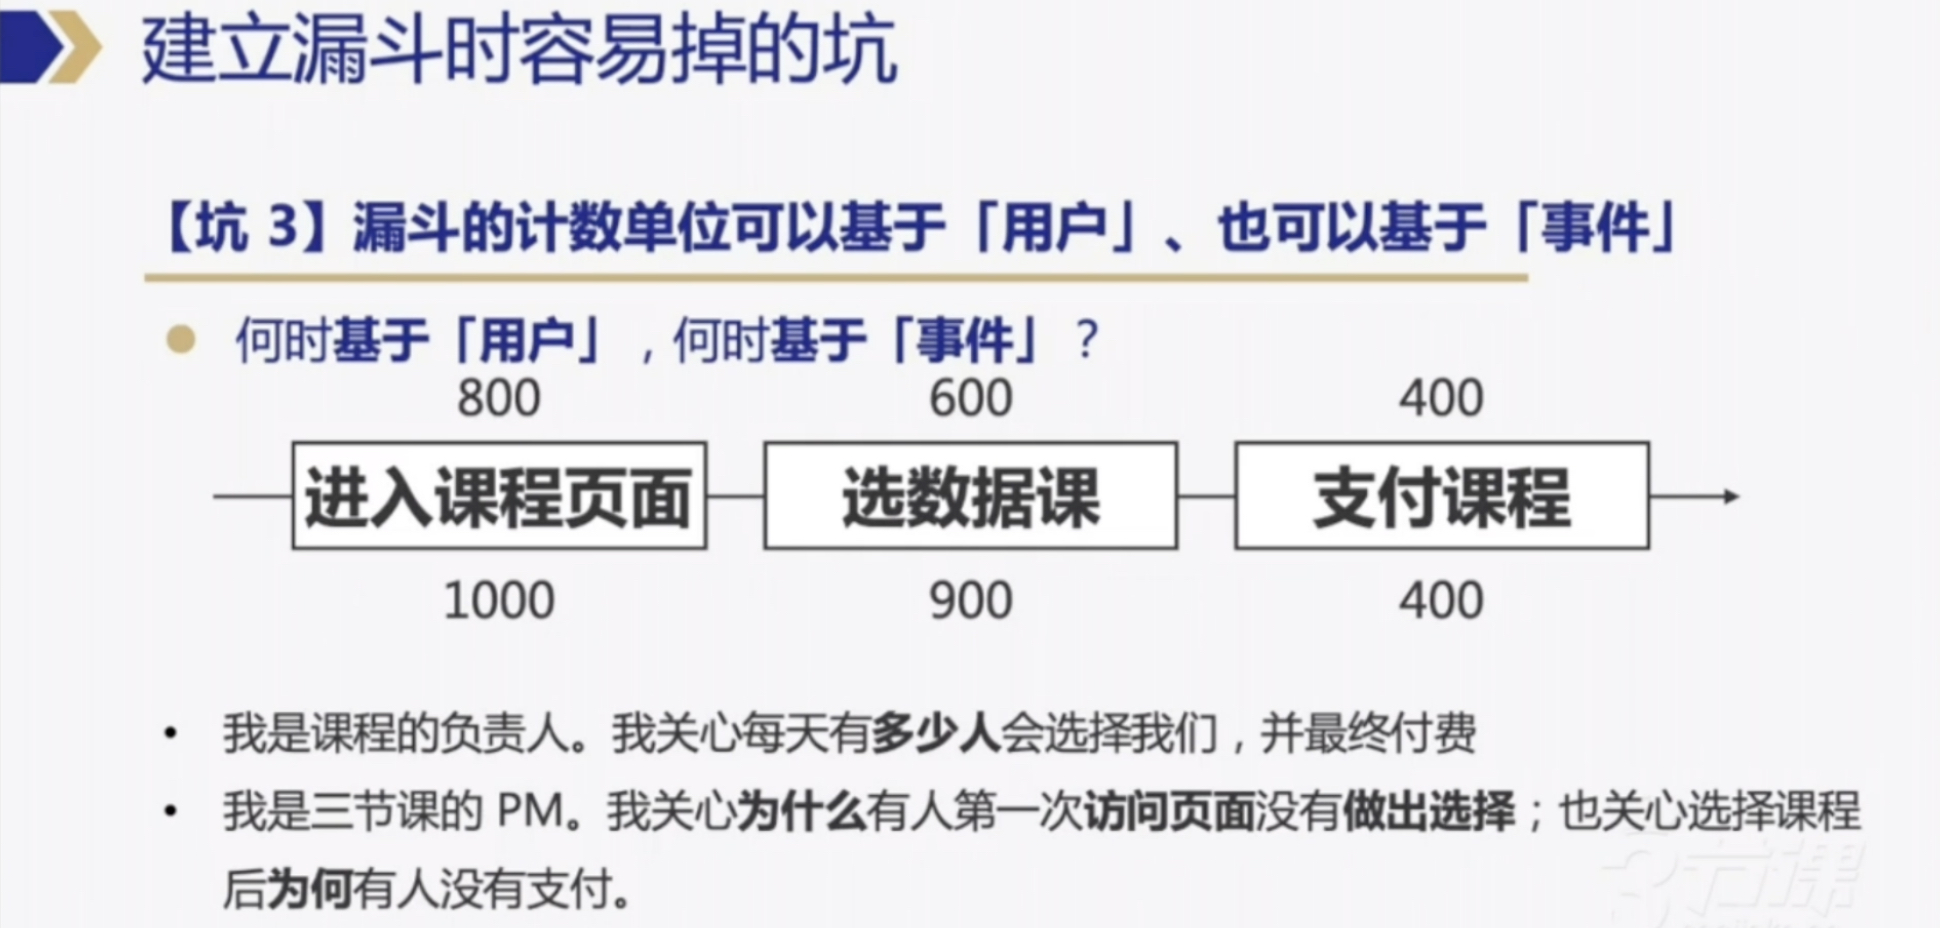 建立漏斗时容易掉的坑
【坑 3】漏斗的计数单位可以基于「用户」、也可以基于「事件」
何时基于「用户」，何时基于「事件」？
800 600 400
进入课程页面 选数据课 支付课程
1000 900 400
• 我是课程的负责人。我关心每天有多少人会选择我们，并最终付费
• 我是三节课的 PM。我关心为什么有人第一次访问页面没有做出选择；也关心选择课程
后为何有人没有支付。
3节课